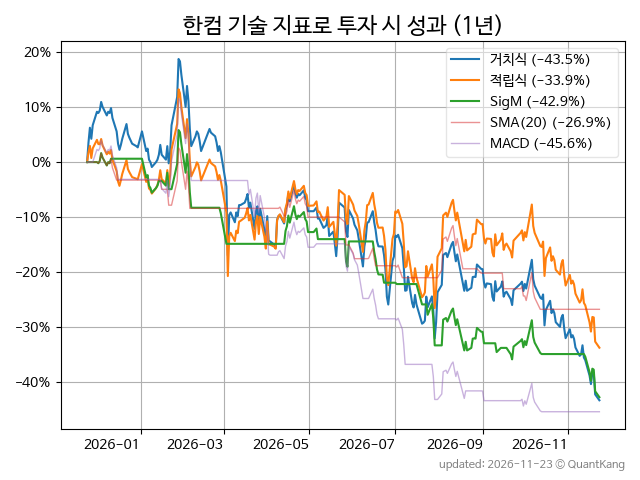 한컴 기술 지표로 투자 시 성과 (1년)
20%
10%
0%
−10%
−20%
−30%
−40%
거치식 (−43.5%)
적립식 (−33.9%)
SigM (−42.9%)
SMA(20) (−26.9%)
MACD (−45.6%)
2026-01 2026-03 2026-05 2026-07 2026-09 2026-11
updated: 2026-11-23 © QuantKang